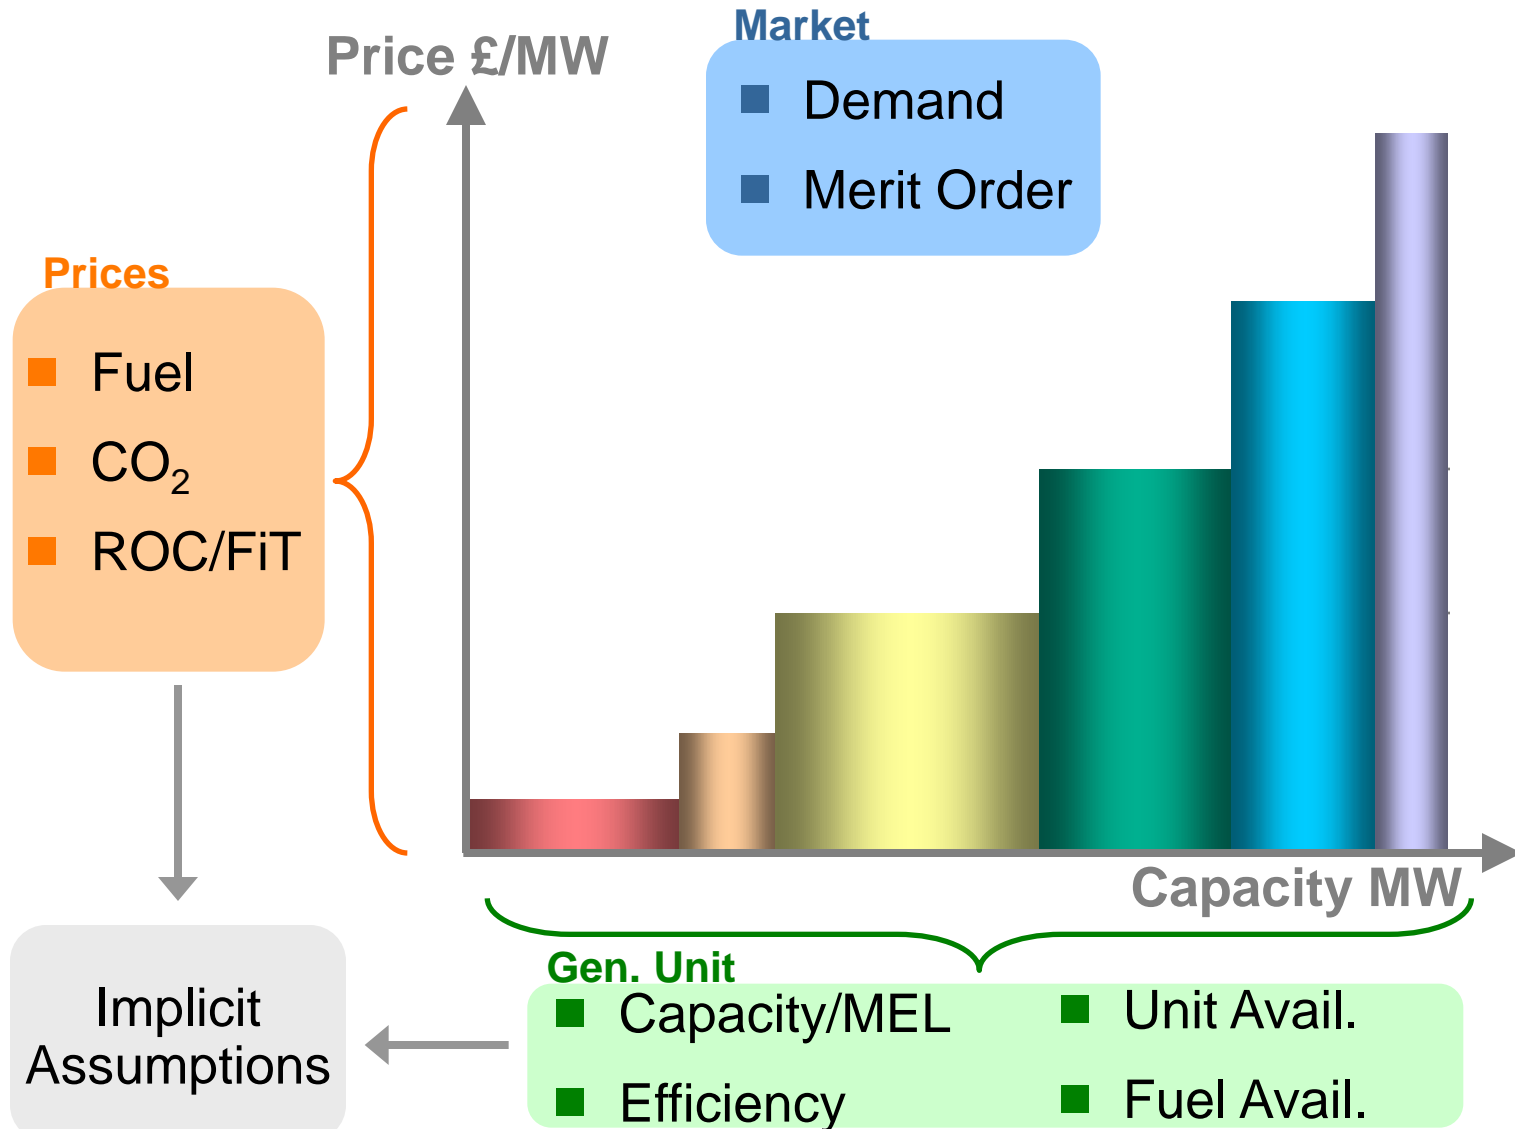 Market
Price £/MW
Demand
Merit Order
Prices
Fuel
CO₂
ROC/FiT
Capacity MW
Gen. Unit
Capacity/MEL
Unit Avail.
Efficiency
Fuel Avail.
Implicit
Assumptions